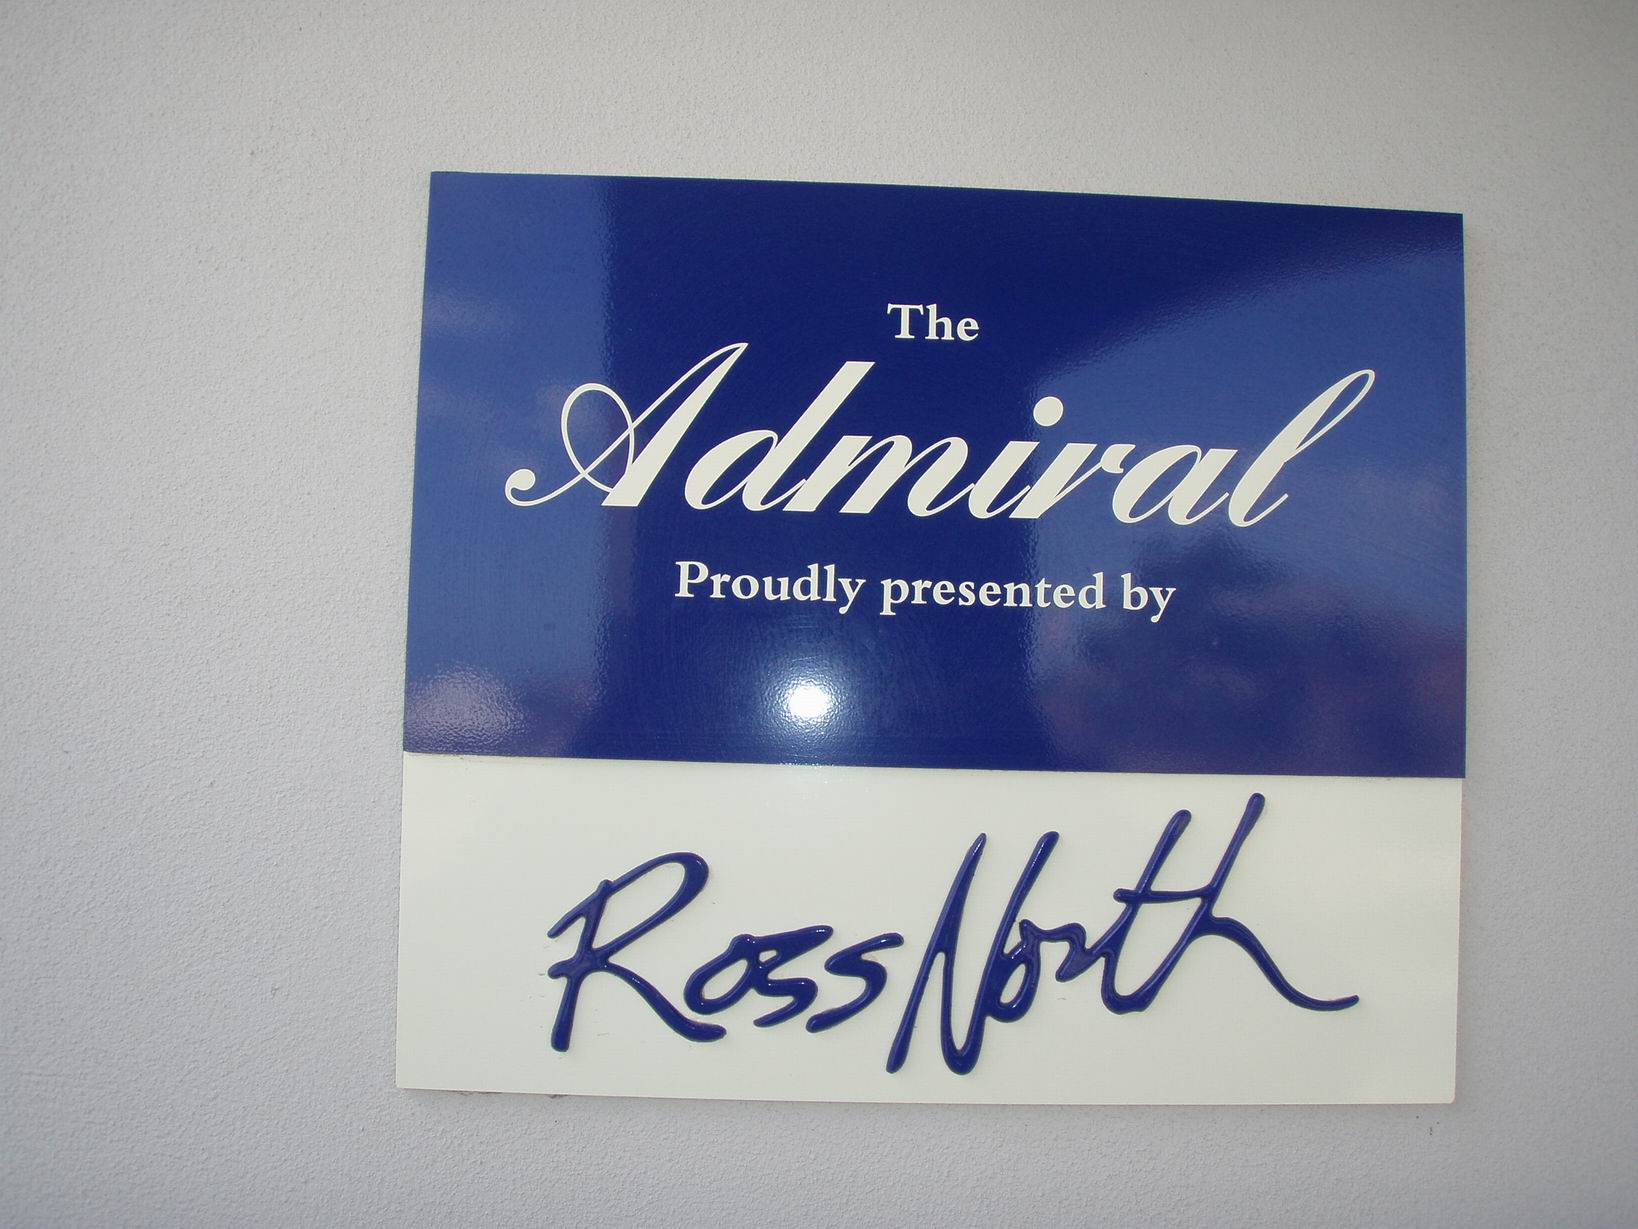 The
Admiral
Proudly presented by
Ross North